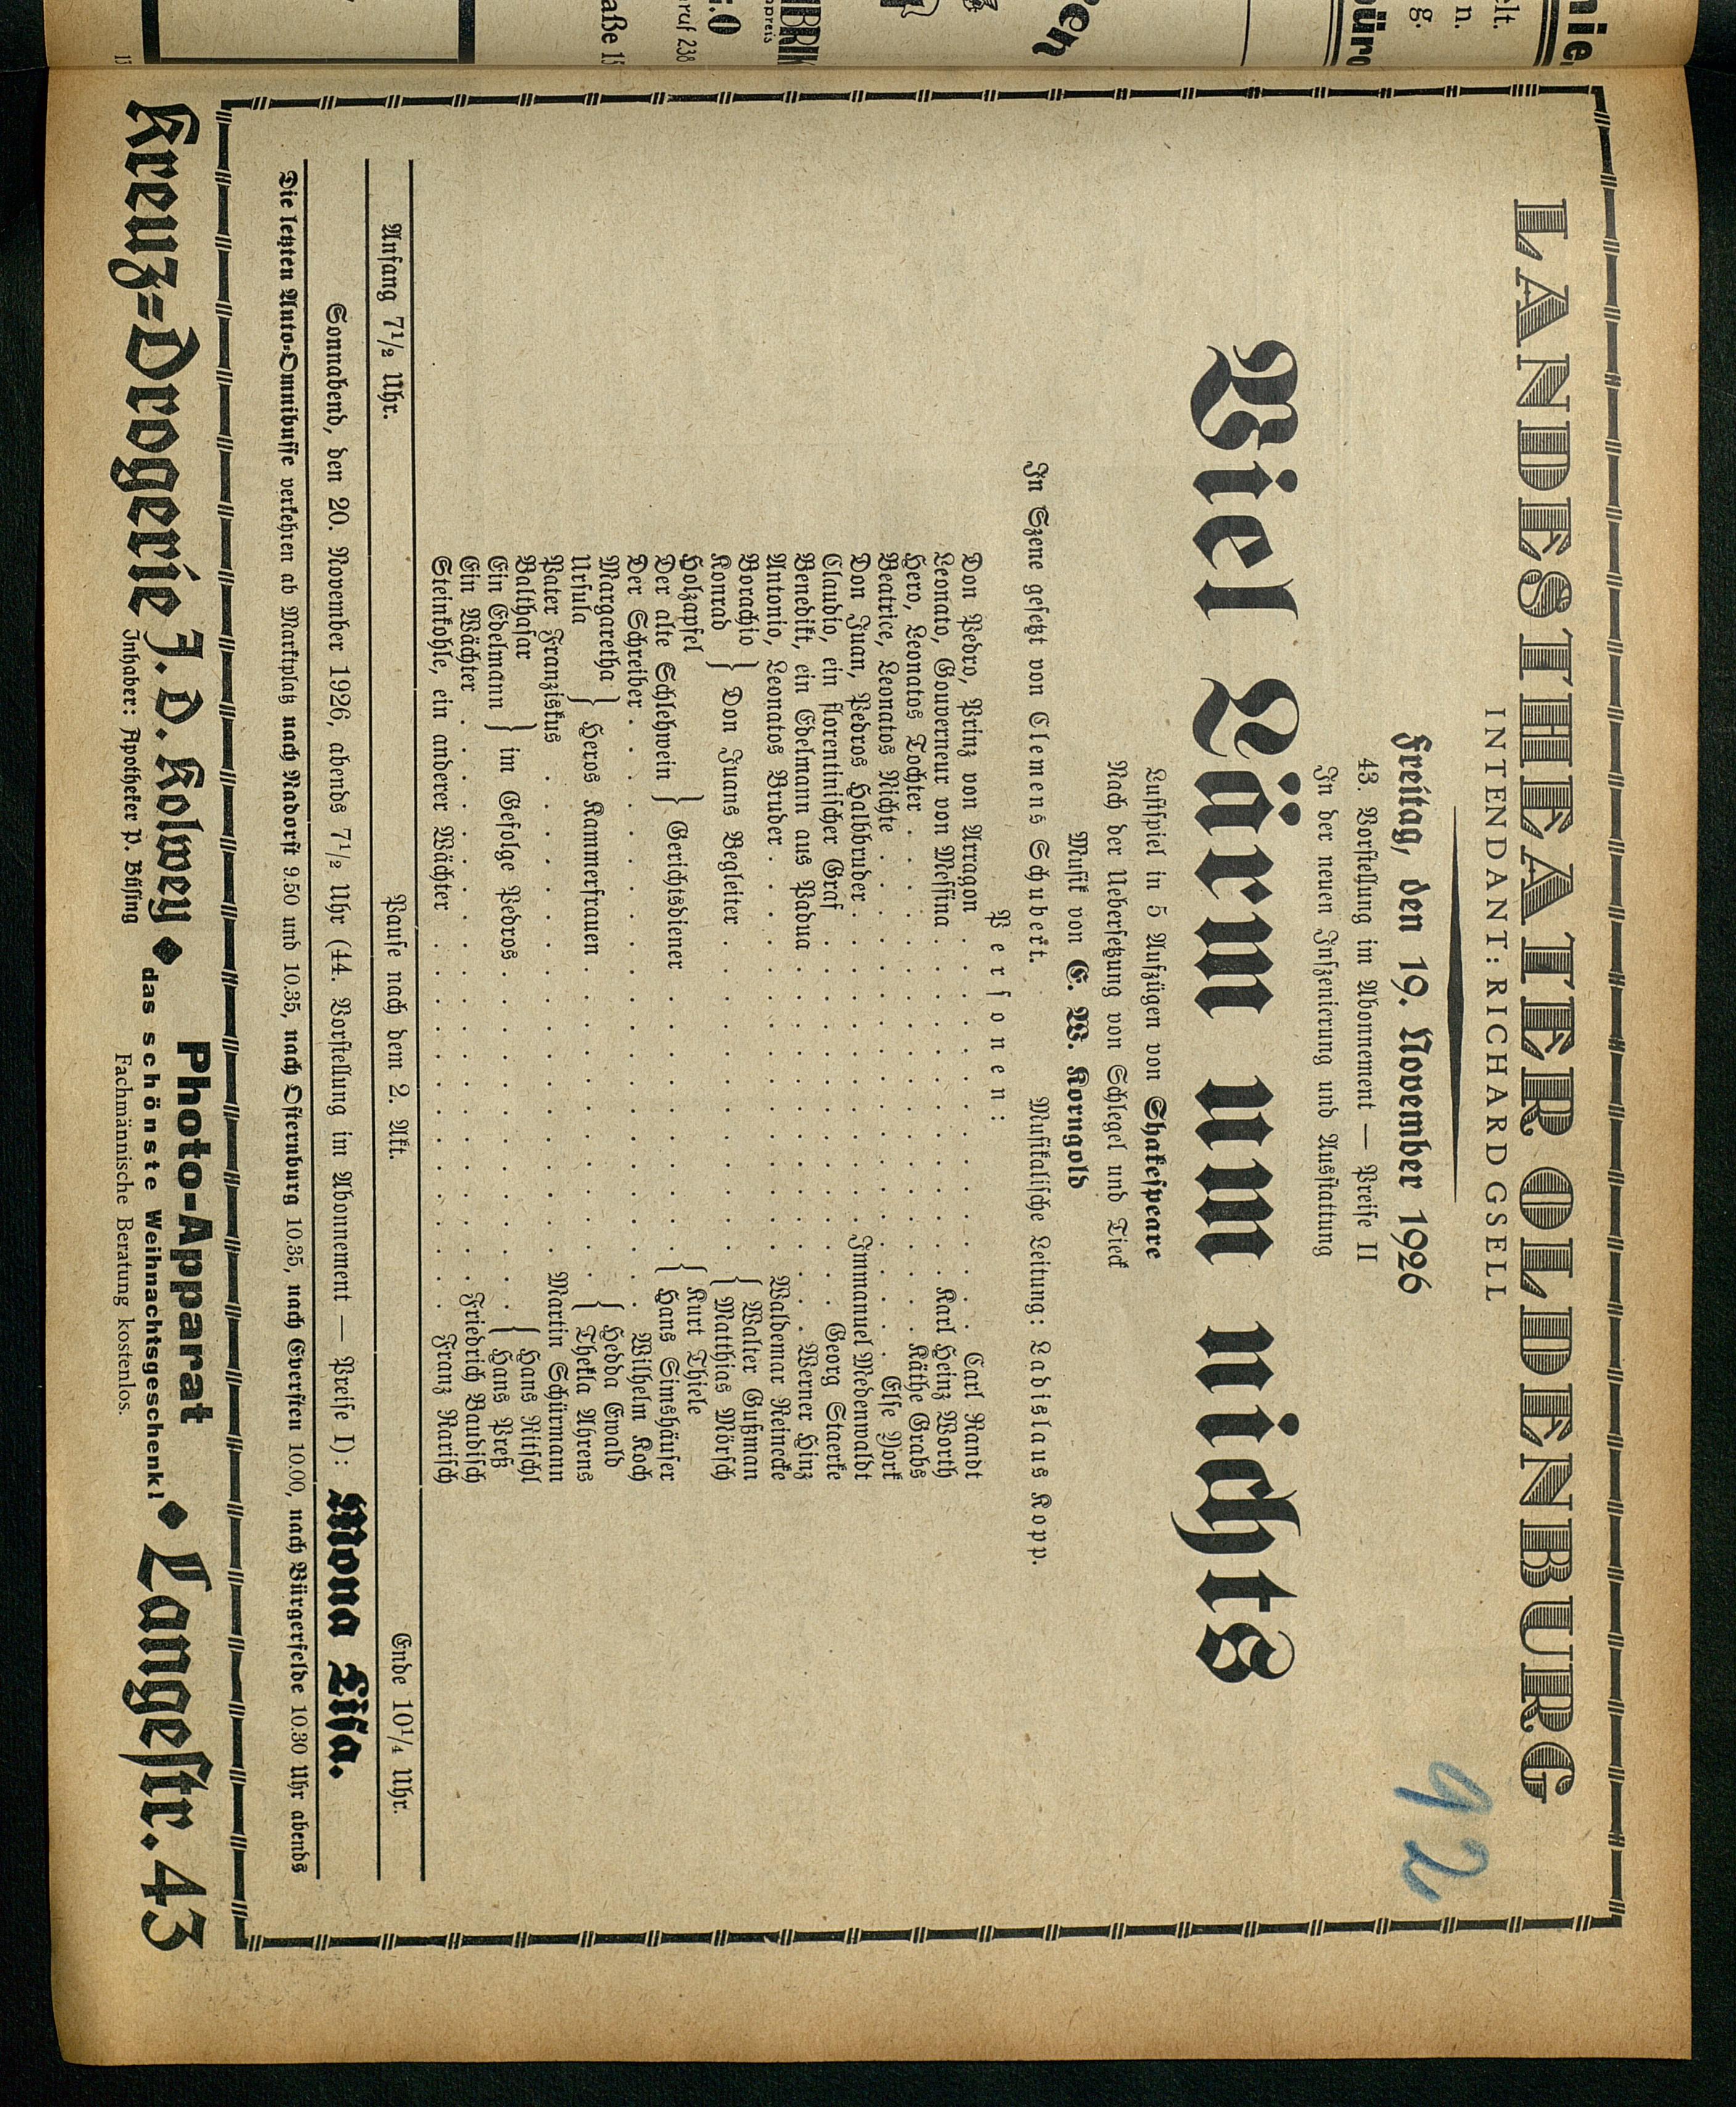 LANDESTHEATER OLDENBURG
INTENDANT: RICHARD GSELL
92
Freitag, den 19. November 1926
43. Vorstellung im Abonnement — Preise II
In der neuen Inszenierung und Ausstattung
Viel Lärm um nichts
Lustspiel in 5 Aufzügen von Shakespeare
Nach der Uebersetzung von Schlegel und Tieck
Musik von E. W. Korngold
In Szene gesetzt von Clemens Schubert. Musikalische Leitung: Ladislaus Kopp.
Personen:
Don Pedro, Prinz von Arragon . . . . . . . . Carl Randt
Leonato, Gouverneur von Messina . . . . . . . Karl Heinz Worth
Hero, Leonatos Tochter . . . . . . . . . . Käthe Grabs
Beatrice, Leonatos Nichte . . . . . . . . . . Else York
Don Juan, Pedros Halbbruder . . . . . . . Immanuel Medenwaldt
Claudio, ein florentinischer Graf . . . . . . . . Georg Staerke
Benedikt, ein Edelmann aus Padua . . . . . . . Werner Hinz
Antonio, Leonatos Bruder . . . . . . . . . Waldemar Reinecke
Borachio } Don Juans Begleiter . . . . . . . { Walter Gußman
Konrad } { Matthias Mörsch
Holzapfel } Gerichtsdiener . . . . . . { Kurt Thiele
Der alte Schlehwein } { Hans Simshäuser
Der Schreiber . . . . . . . . . . . . Wilhelm Koch
Margaretha } Heros Kammerfrauen . . . . . . . { Hedda Ewald
Ursula } { Thekla Ahrens
Pater Franziskus . . . . . . . . . . Martin Schürmann
Balthasar } im Gefolge Pedros . . . . . . . { Hans Ritschl
Ein Edelmann } { Hans Preß
Ein Wächter . . . . . . . . . . . Friedrich Baudisch
Steinkohle, ein anderer Wächter . . . . . . . . Franz Rarisch
Anfang 7¹/₂ Uhr. Pause nach dem 2. Akt. Ende 10¹/₄ Uhr.
Sonnabend, den 20. November 1926, abends 7¹/₂ Uhr (44. Vorstellung im Abonnement — Preise I): Mona Lisa.
Die letzten Auto-Omnibusse verkehren ab Marktplatz nach Nadorst 9.50 und 10.35, nach Osternburg 10.35, nach Eversten 10.00, nach Bürgerfelde 10.30 Uhr abends
Kreuz-Drogerie J. D. Kolwey
Inhaber: Apotheker P. Büsing
◆ Photo-Apparat
das schönste Weihnachtsgeschenk!
Fachmännische Beratung kostenlos.
◆ Langestr. 43